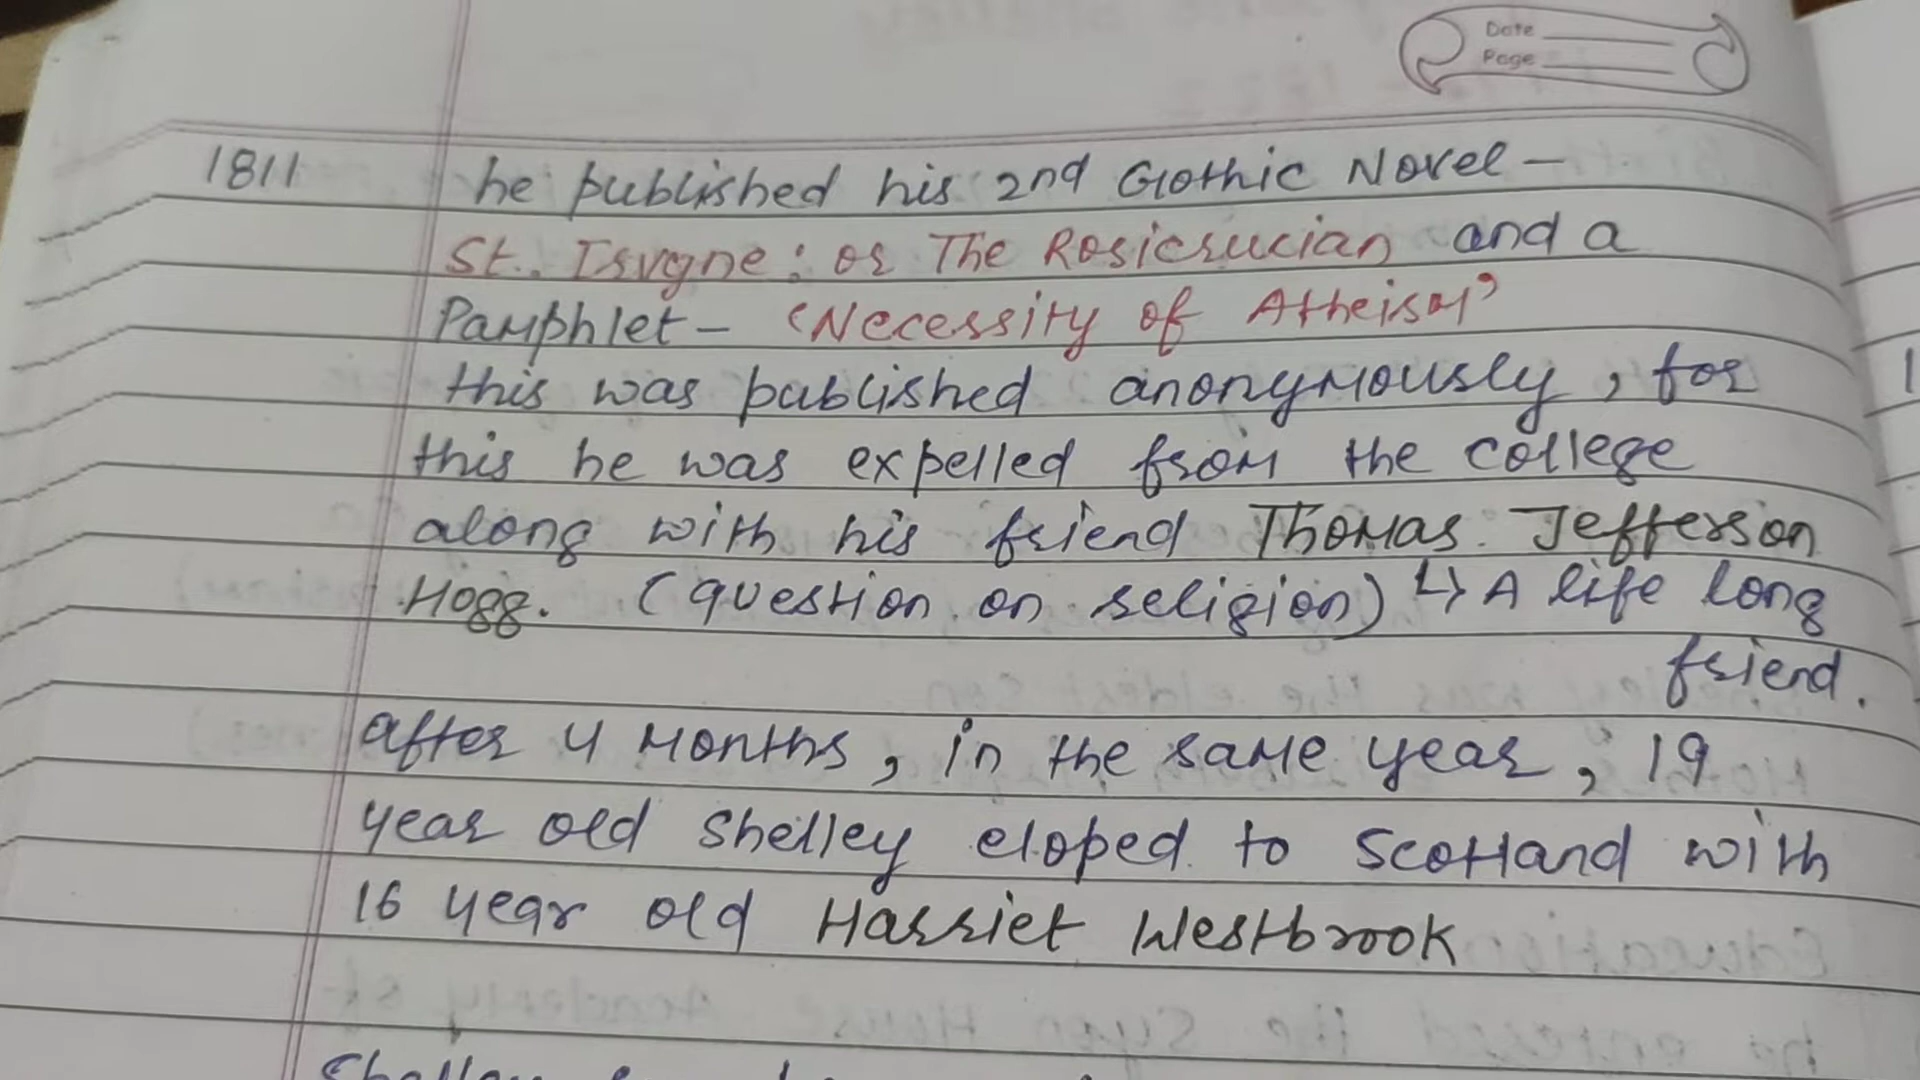 Date
Page
1811 he published his 2nd Gothic Novel –
St. Irvgne : or The Rosicrucian and a
Pamphlet – ‘Necessity of Atheism’
this was published anonymously, for
this he was expelled from the college
along with his friend Thomas Jefferson
Hogg. (question on religion) ↳ A life long
friend.
after 4 months, in the same year, 19
year old Shelley eloped to Scotland with
16 year old Harriet Westbrook